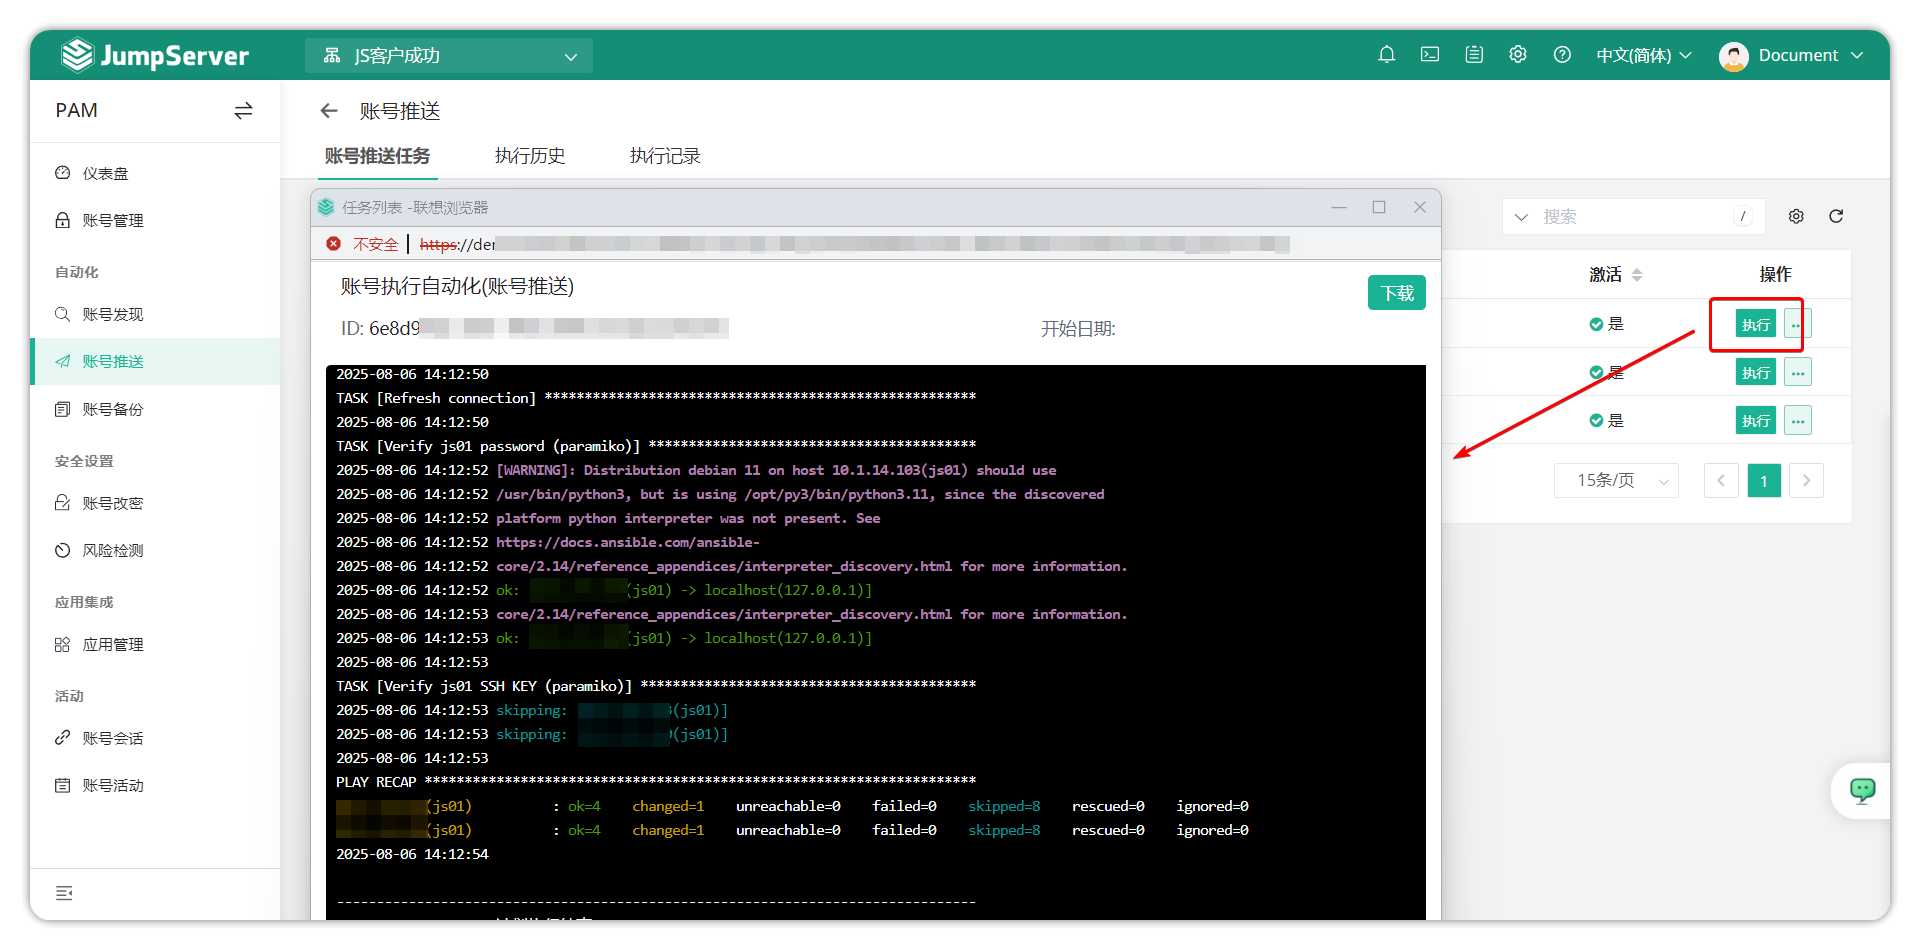 JumpServer
JS客户成功
中文(简体)
Document
PAM
仪表盘
账号管理
自动化
账号发现
账号推送
账号备份
安全设置
账号改密
风险检测
应用集成
应用管理
活动
账号会话
账号活动
账号推送
账号推送任务 执行历史 执行记录
搜索 /
激活 操作
是 执行 ...
是 执行 ...
是 执行 ...
15条/页 1
任务列表 -联想浏览器
不安全 https://der
账号执行自动化(账号推送)
下载
ID: 6e8d9
开始日期:
2025-08-06 14:12:50
TASK [Refresh connection] ******************************************************
2025-08-06 14:12:50
TASK [Verify js01 password (paramiko)] *****************************************
2025-08-06 14:12:52 [WARNING]: Distribution debian 11 on host 10.1.14.103(js01) should use
2025-08-06 14:12:52 /usr/bin/python3, but is using /opt/py3/bin/python3.11, since the discovered
2025-08-06 14:12:52 platform python interpreter was not present. See
2025-08-06 14:12:52 https://docs.ansible.com/ansible-
2025-08-06 14:12:52 core/2.14/reference_appendices/interpreter_discovery.html for more information.
2025-08-06 14:12:52 ok: (js01) -> localhost(127.0.0.1)]
2025-08-06 14:12:53 core/2.14/reference_appendices/interpreter_discovery.html for more information.
2025-08-06 14:12:53 ok: (js01) -> localhost(127.0.0.1)]
2025-08-06 14:12:53
TASK [Verify js01 SSH KEY (paramiko)] ******************************************
2025-08-06 14:12:53 skipping: (js01)]
2025-08-06 14:12:53 skipping: (js01)]
2025-08-06 14:12:53
PLAY RECAP *********************************************************************
(js01) : ok=4 changed=1 unreachable=0 failed=0 skipped=8 rescued=0 ignored=0
(js01) : ok=4 changed=1 unreachable=0 failed=0 skipped=8 rescued=0 ignored=0
2025-08-06 14:12:54
--------------------------------------------------------------------------------